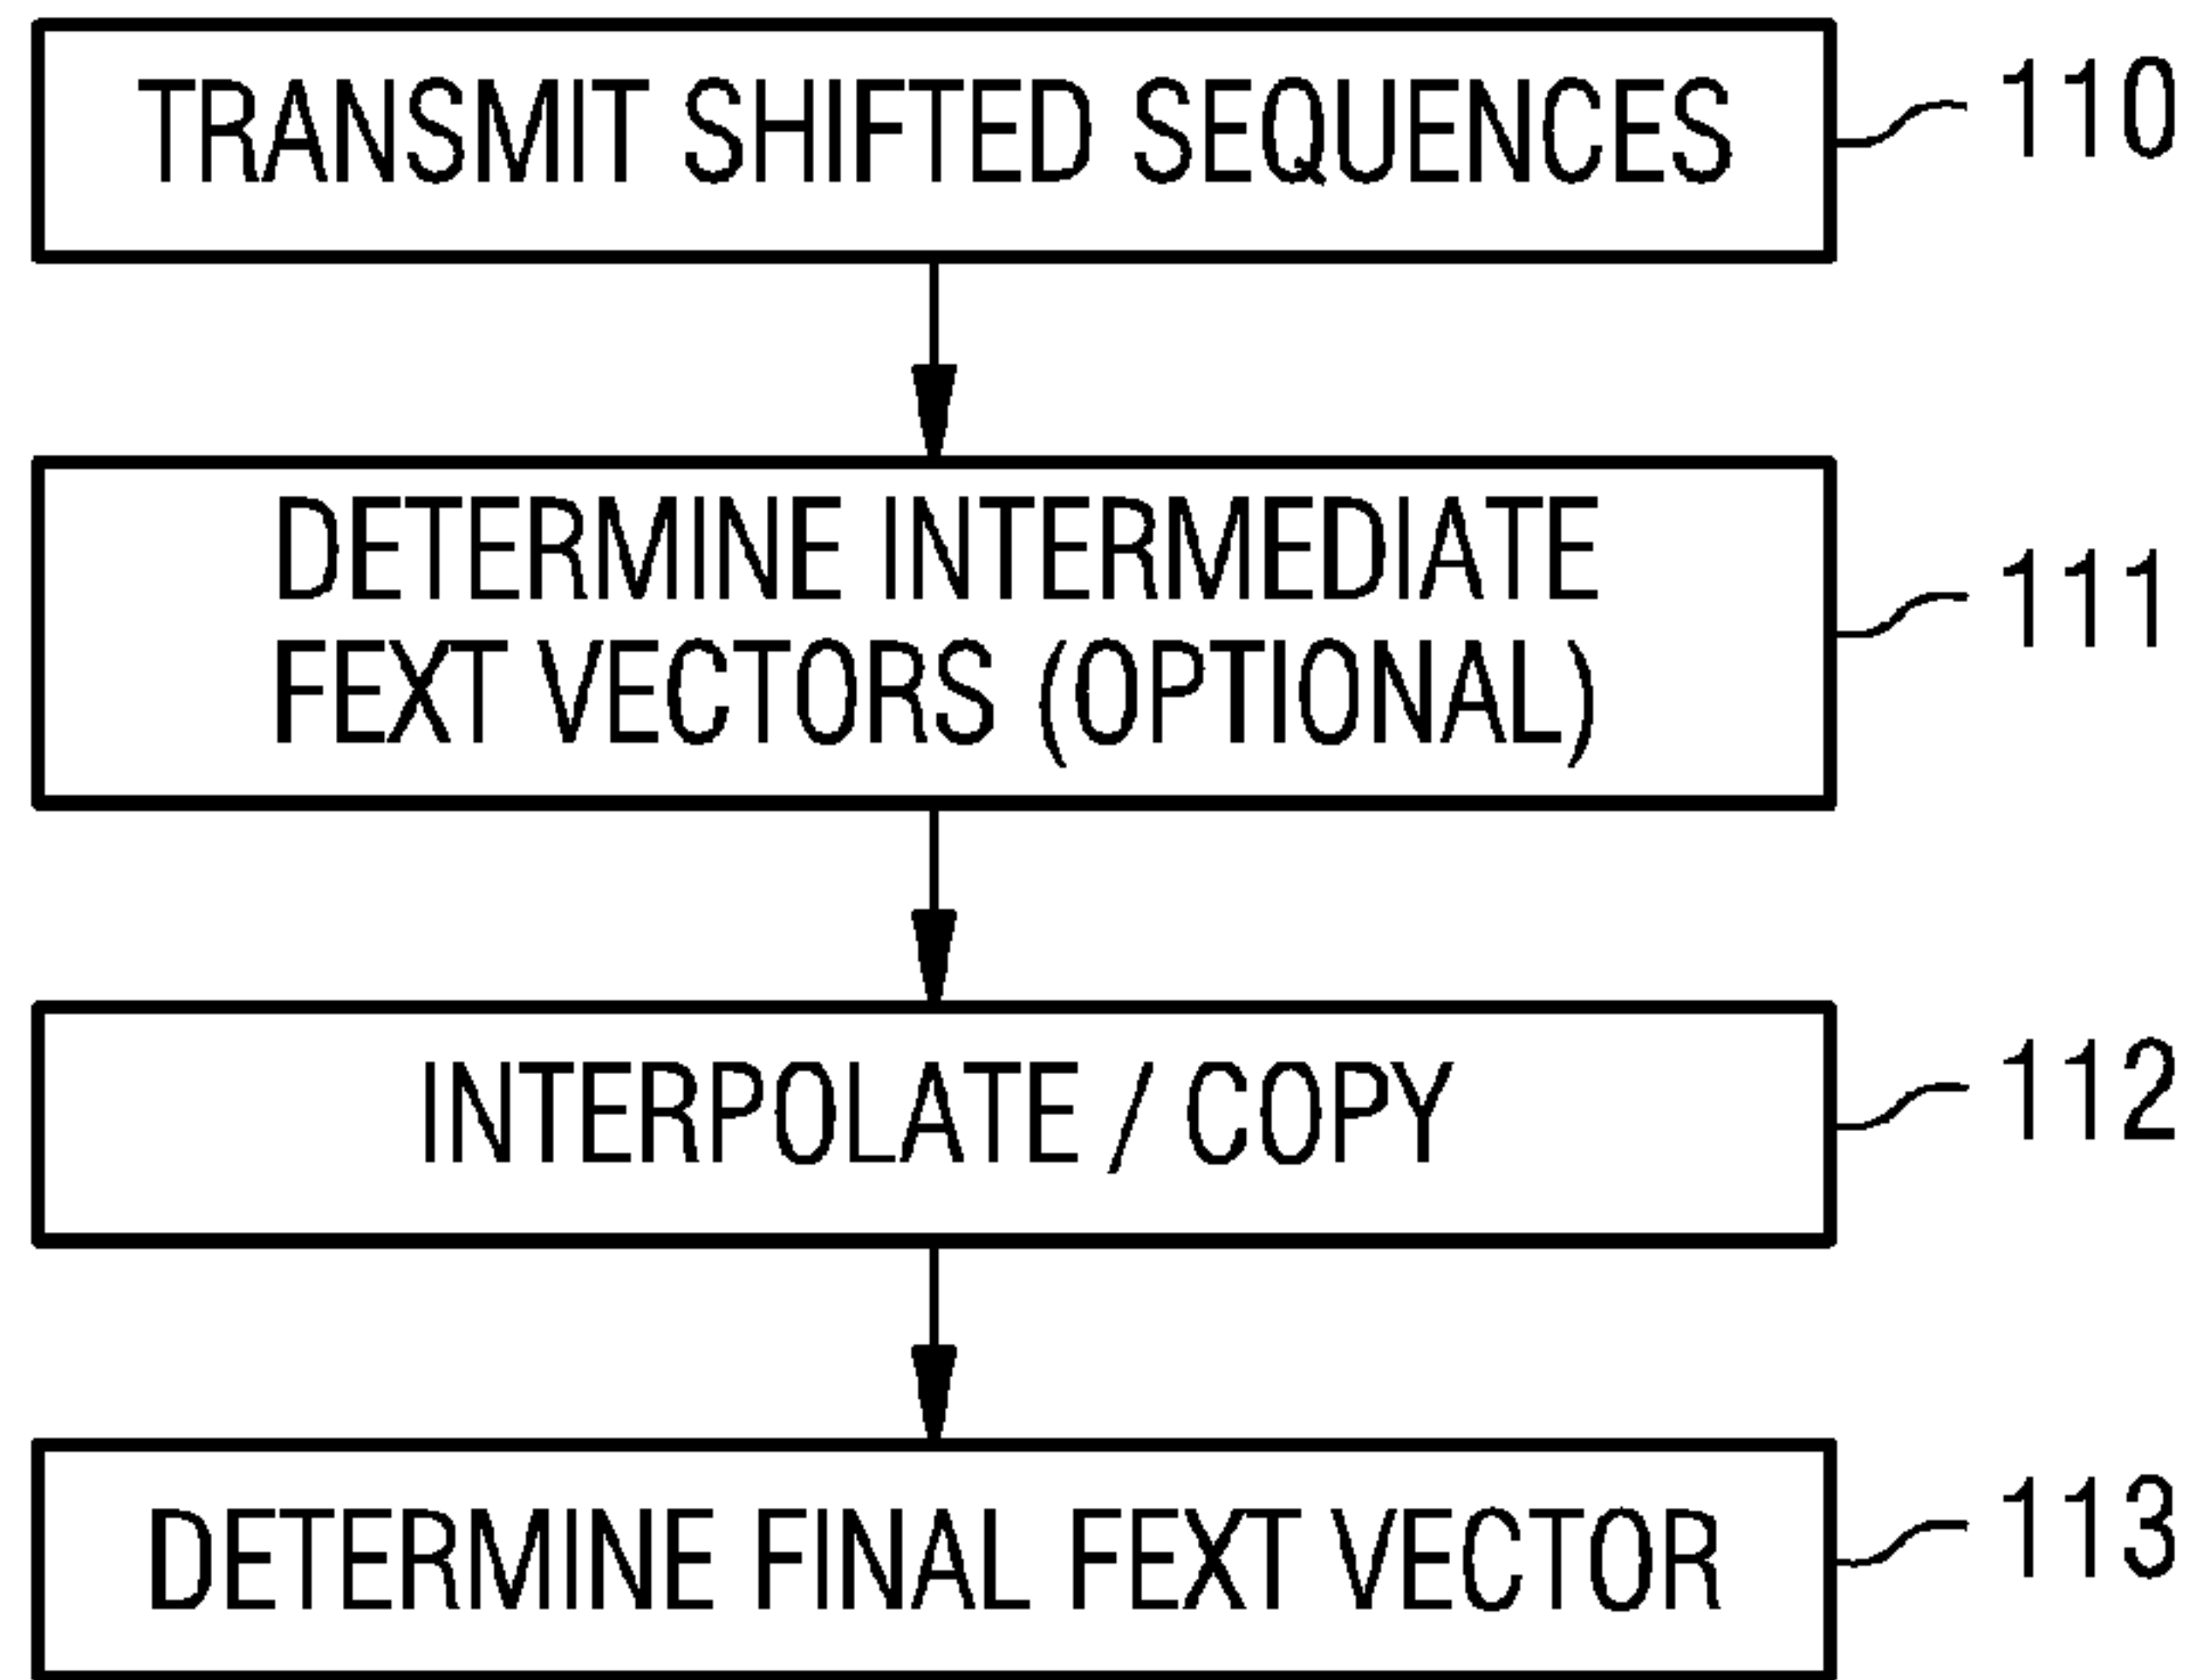 TRANSMIT SHIFTED SEQUENCES
110
DETERMINE INTERMEDIATE
FEXT VECTORS (OPTIONAL)
111
INTERPOLATE / COPY
112
DETERMINE FINAL FEXT VECTOR
113